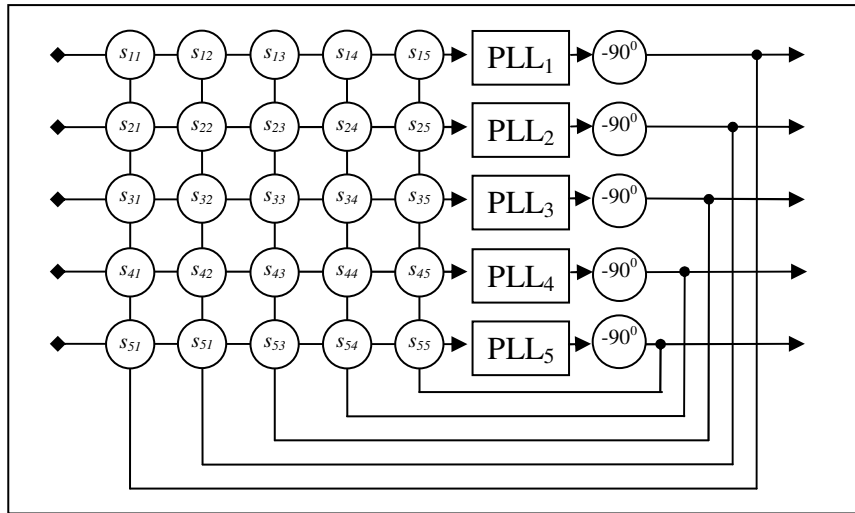 s11 s12 s13 s14 s15 PLL1 -90⁰
s21 s22 s23 s24 s25 PLL2 -90⁰
s31 s32 s33 s34 s35 PLL3 -90⁰
s41 s42 s43 s44 s45 PLL4 -90⁰
s51 s51 s53 s54 s55 PLL5 -90⁰